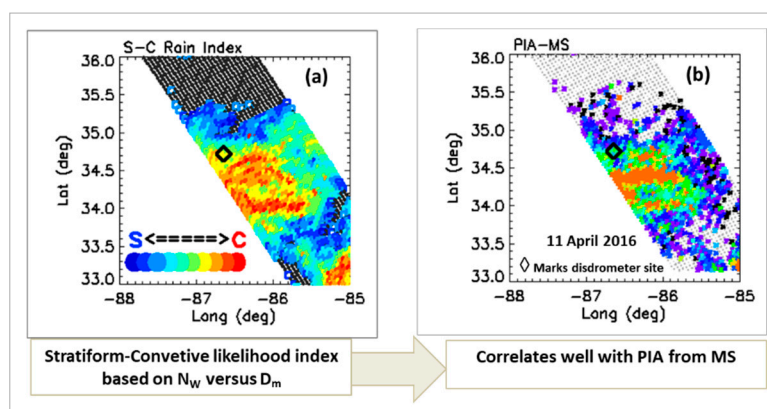 S-C Rain Index
(a)
36.0
35.5
35.0
34.5
34.0
33.5
33.0
Lat (deg)
S <=====> C
-88 -87 -86 -85
Long (deg)
PIA-MS
(b)
36.0
35.5
35.0
34.5
34.0
33.5
33.0
Lat (deg)
11 April 2016
◊ Marks disdrometer site
-88 -87 -86 -85
Long (deg)
Stratiform-Convetive likelihood index
based on NW versus Dm
Correlates well with PIA from MS